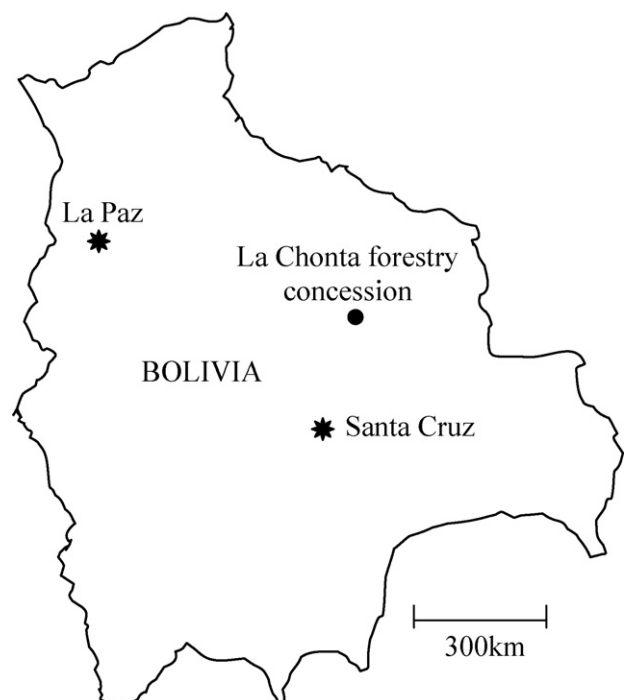 La Paz
La Chonta forestry
concession
BOLIVIA
Santa Cruz
300km